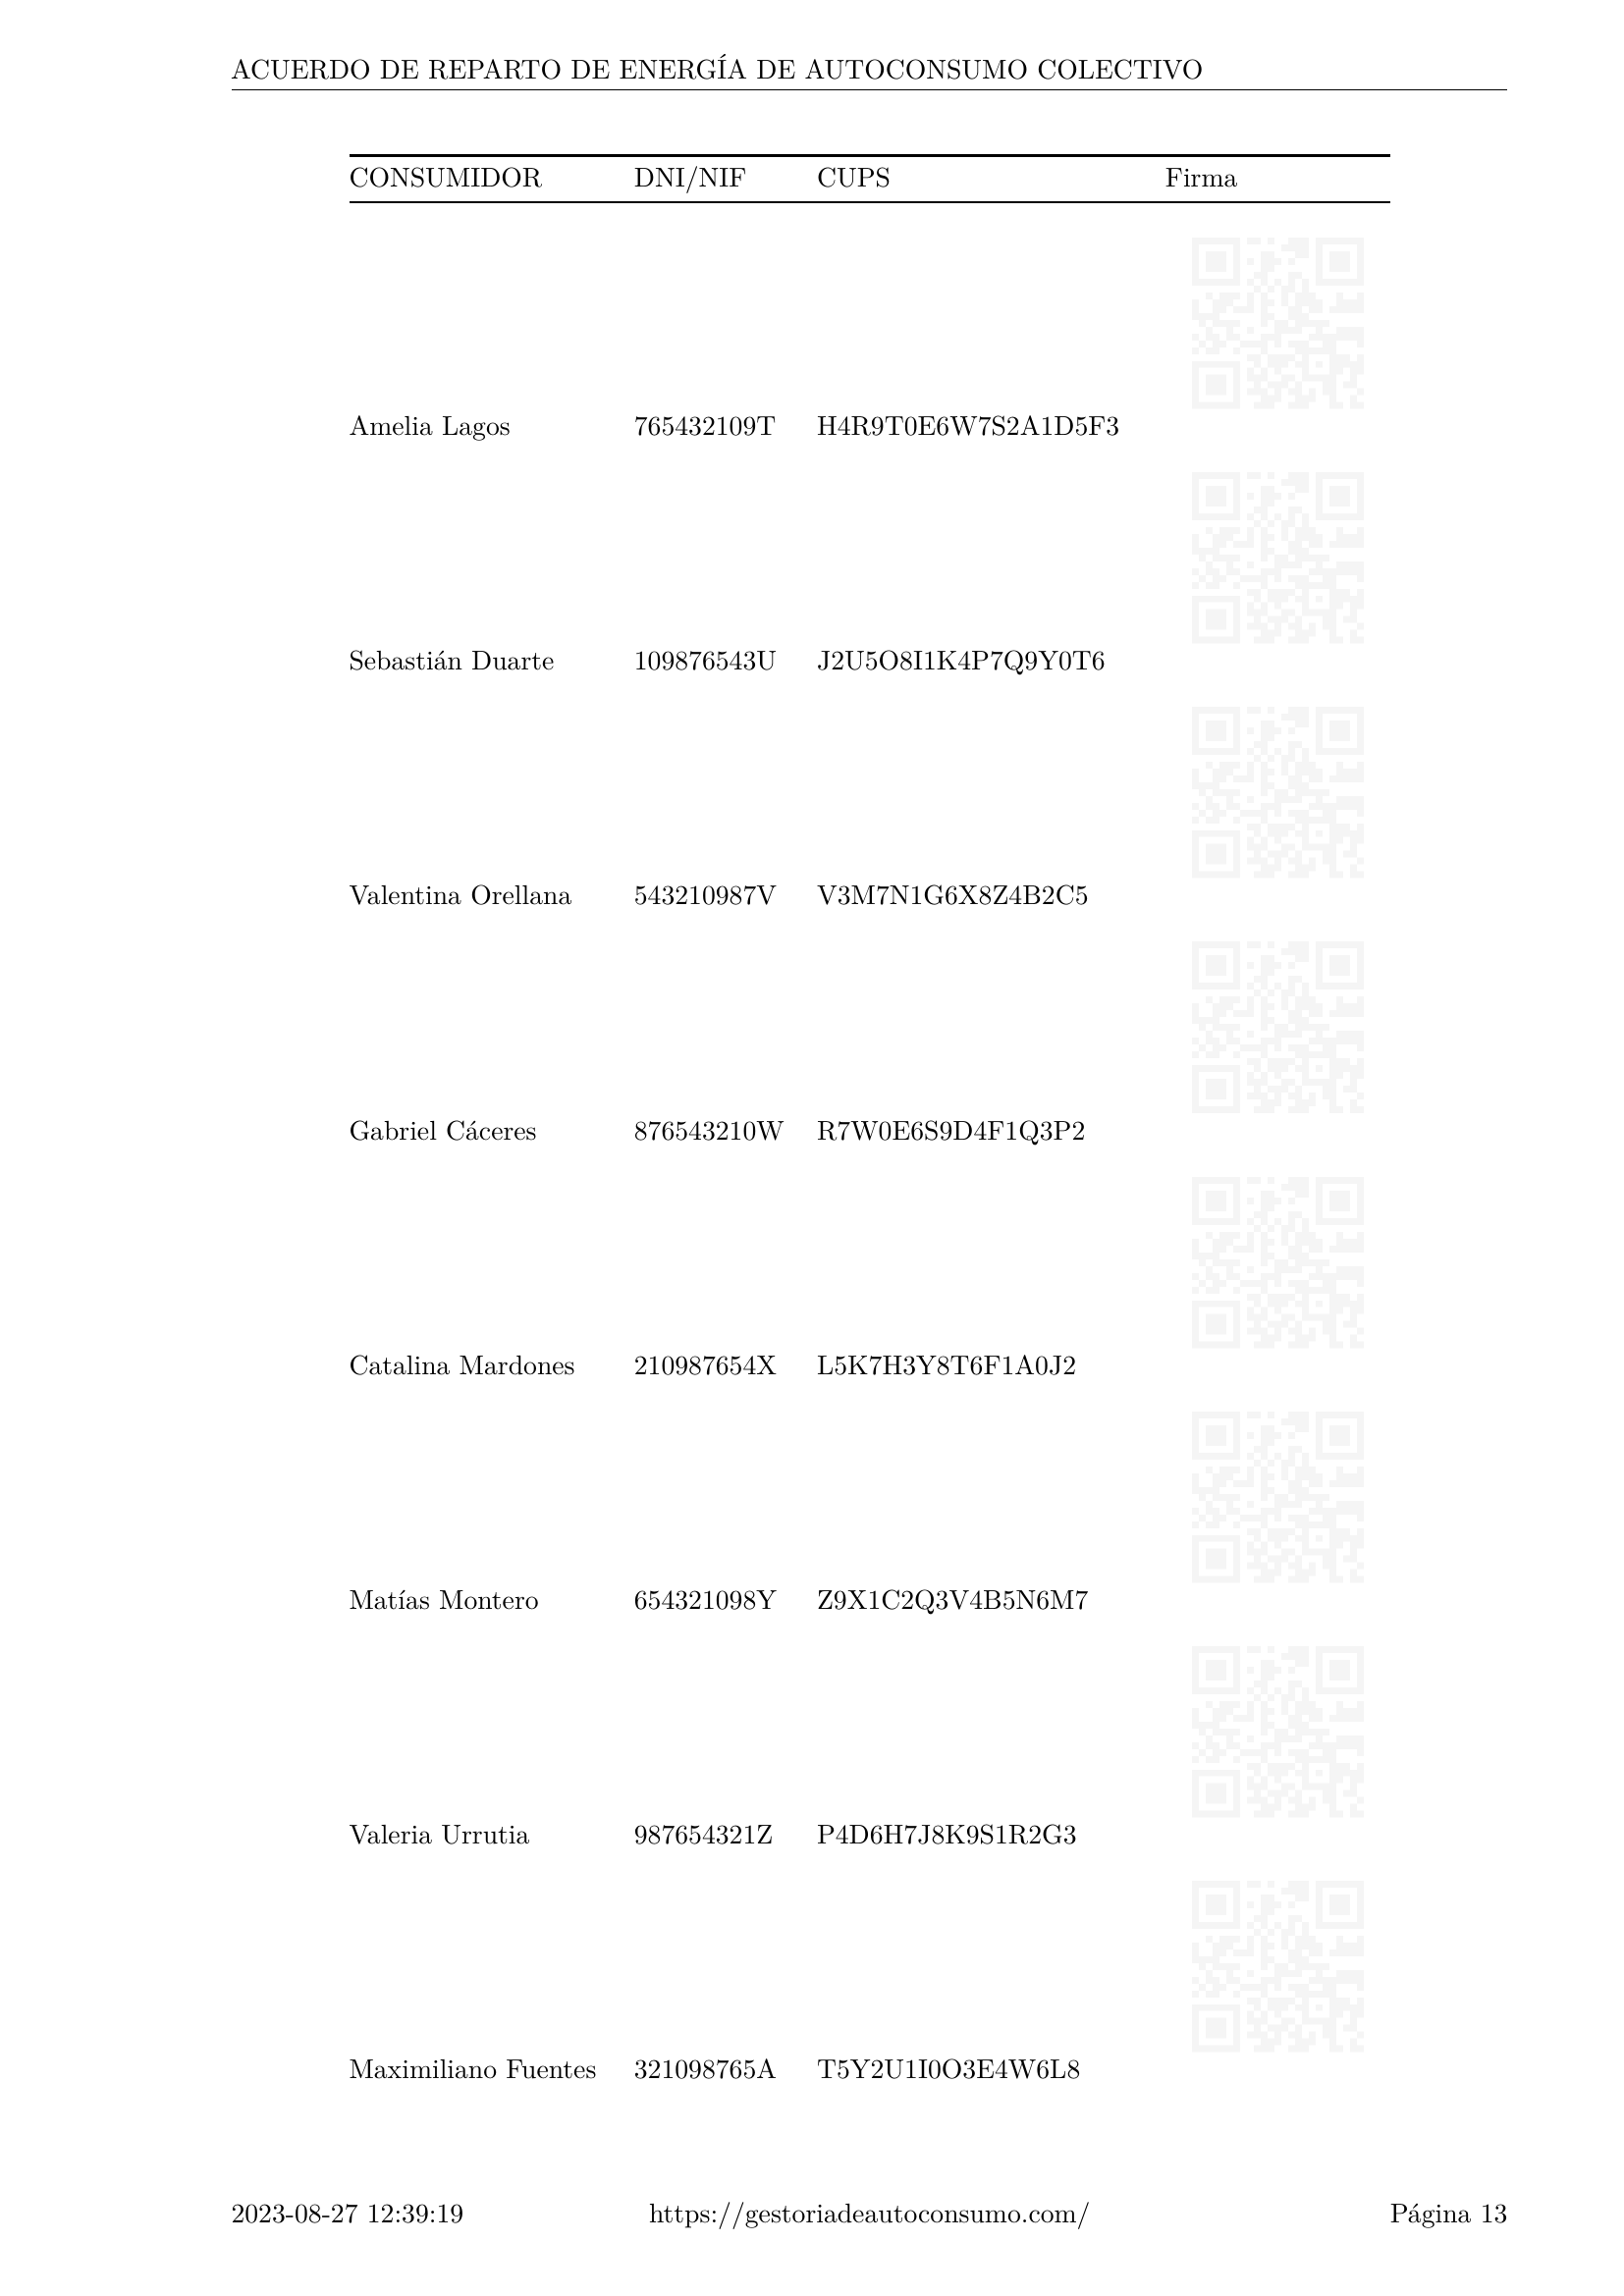 ACUERDO DE REPARTO DE ENERGÍA DE AUTOCONSUMO COLECTIVO
CONSUMIDOR DNI/NIF CUPS Firma
Amelia Lagos 765432109T H4R9T0E6W7S2A1D5F3
Sebastián Duarte 109876543U J2U5O8I1K4P7Q9Y0T6
Valentina Orellana 543210987V V3M7N1G6X8Z4B2C5
Gabriel Cáceres 876543210W R7W0E6S9D4F1Q3P2
Catalina Mardones 210987654X L5K7H3Y8T6F1A0J2
Matías Montero 654321098Y Z9X1C2Q3V4B5N6M7
Valeria Urrutia 987654321Z P4D6H7J8K9S1R2G3
Maximiliano Fuentes 321098765A T5Y2U1I0O3E4W6L8
2023-08-27 12:39:19 https://gestoriadeautoconsumo.com/ Página 13